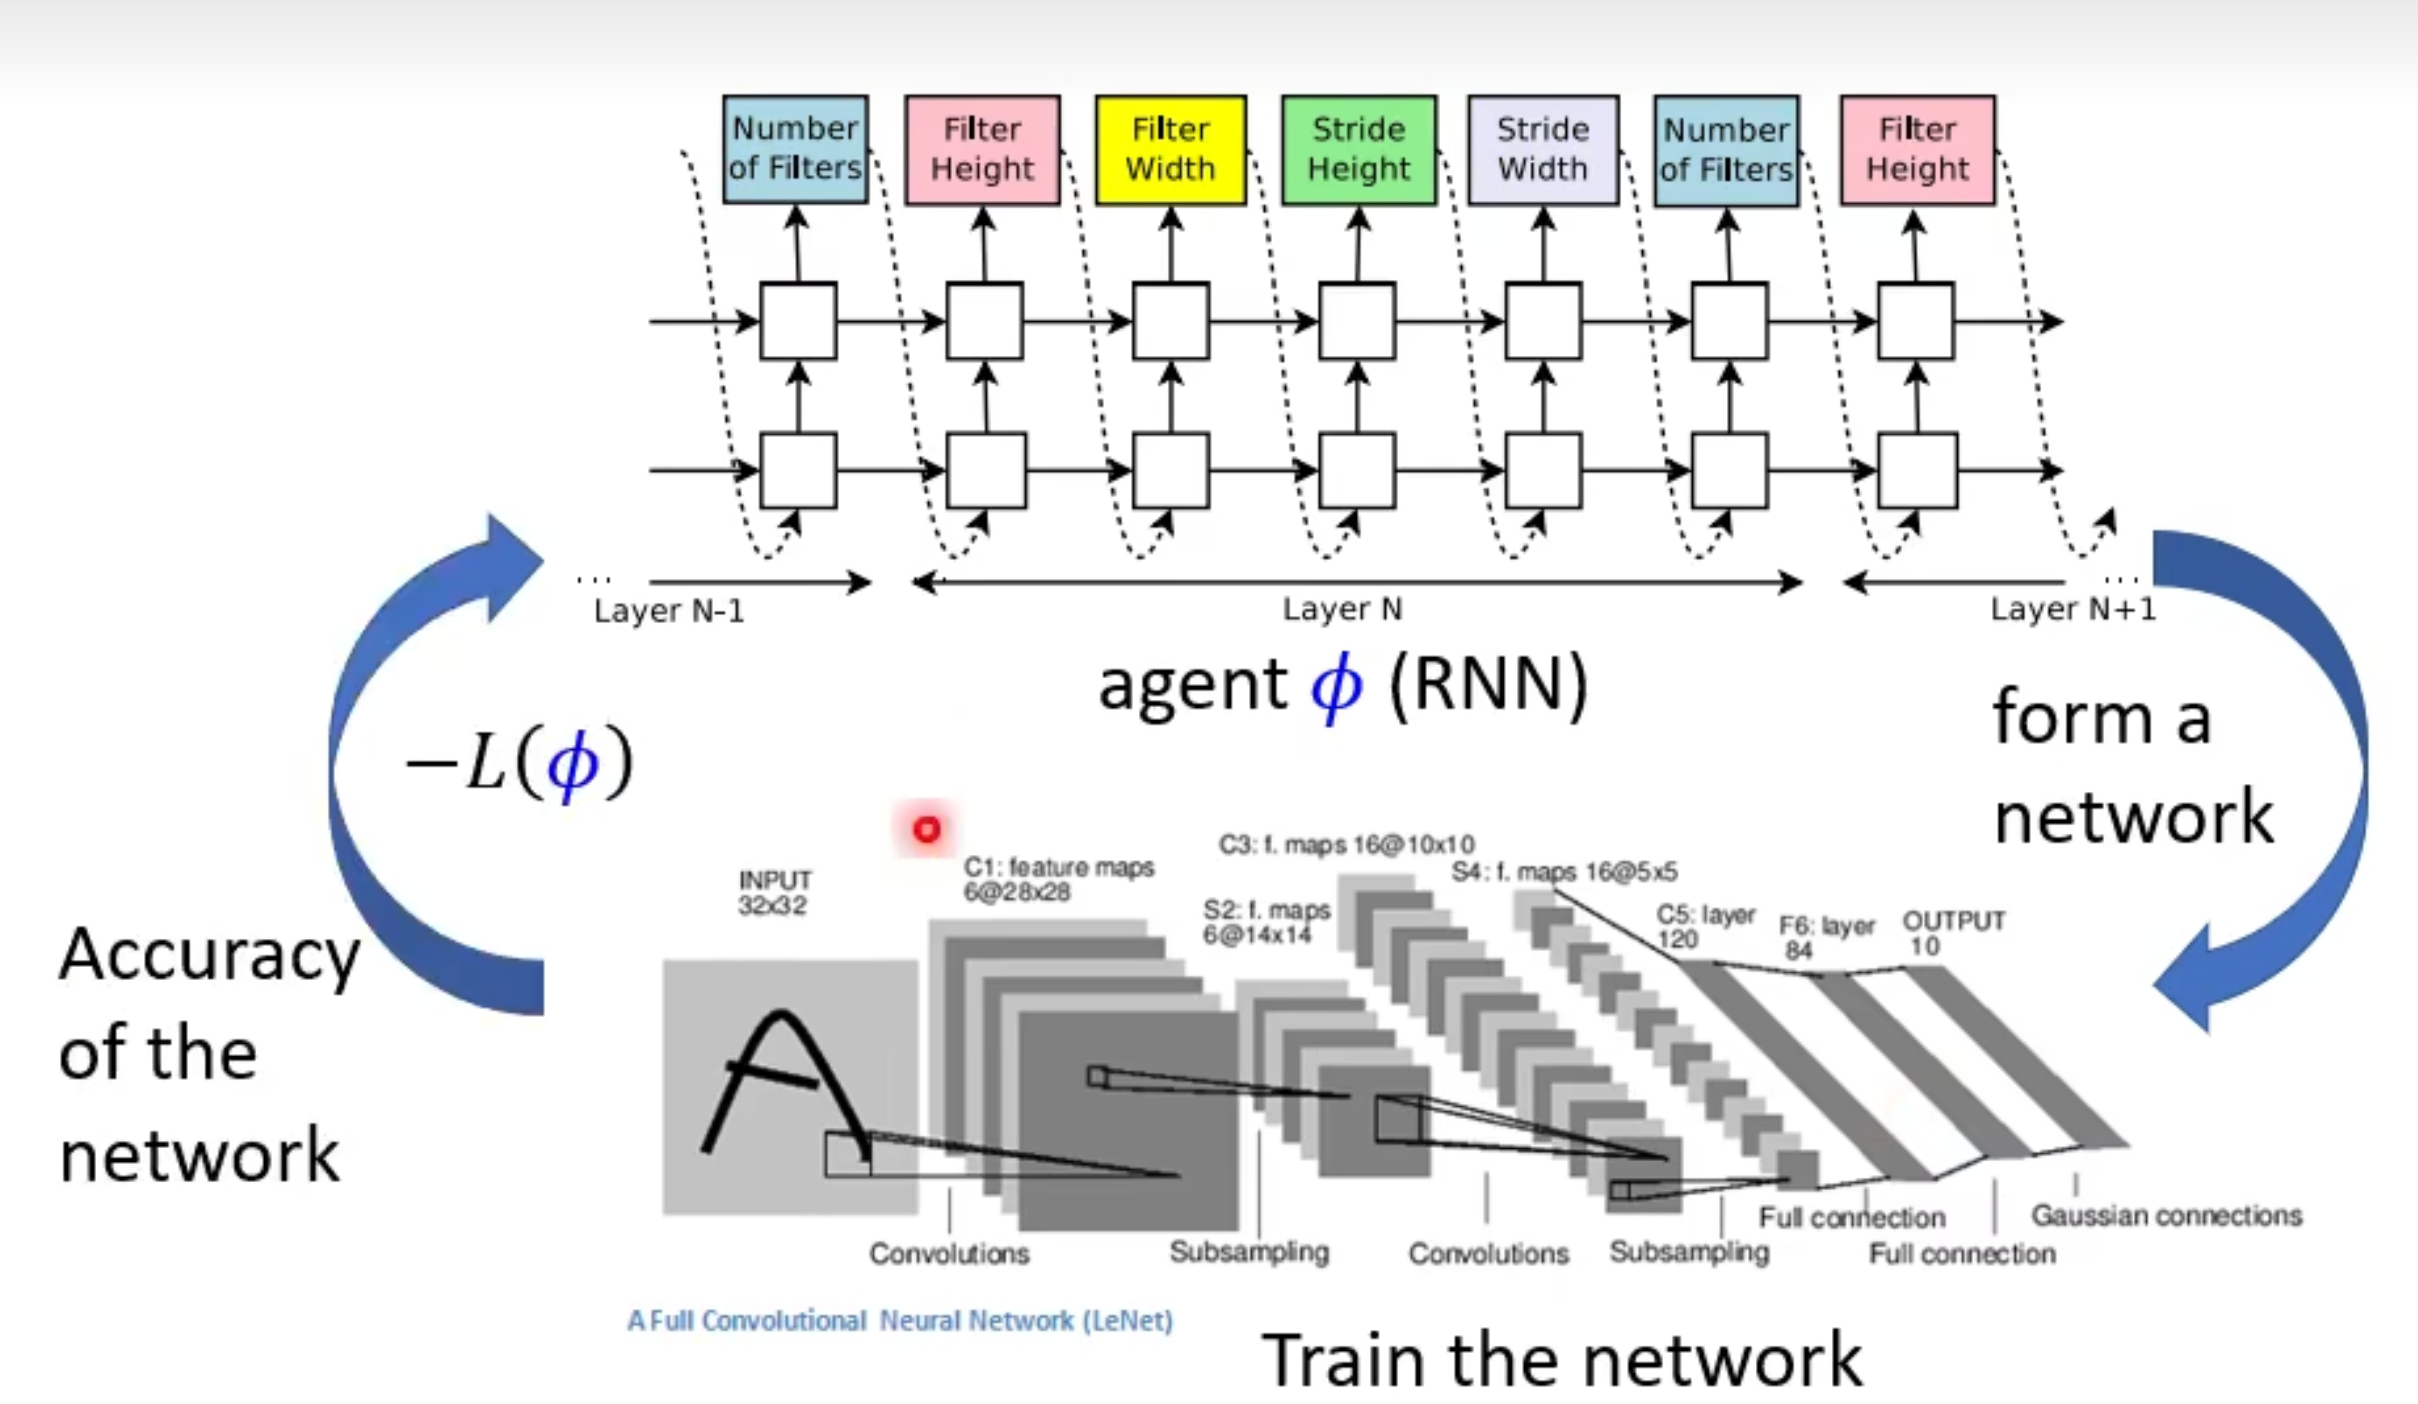 Number
of Filters
Filter
Height
Filter
Width
Stride
Height
Stride
Width
Number
of Filters
Filter
Height
...
Layer N-1
Layer N
Layer N+1
...
agent ϕ (RNN)
form a
network
−L(ϕ)
Accuracy
of the
network
INPUT
32x32
C1: feature maps
6@28x28
S2: f. maps
6@14x14
C3: f. maps 16@10x10
S4: f. maps 16@5x5
C5: layer
120
F6: layer
84
OUTPUT
10
Convolutions
Subsampling
Convolutions
Subsampling
Full connection
Full connection
Gaussian connections
A Full Convolutional Neural Network (LeNet)
Train the network